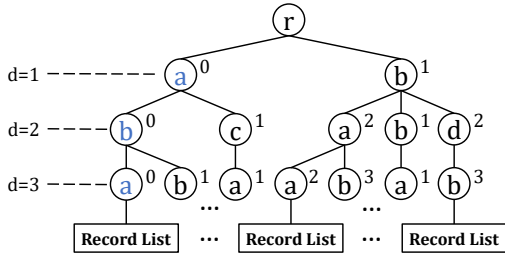 r
d=1 a 0 b 1
d=2 b 0 c 1 a 2 b 1 d 2
d=3 a 0 b 1 a 1 a 2 b 3 a 1 b 3
... ...
Record List ... Record List ... Record List